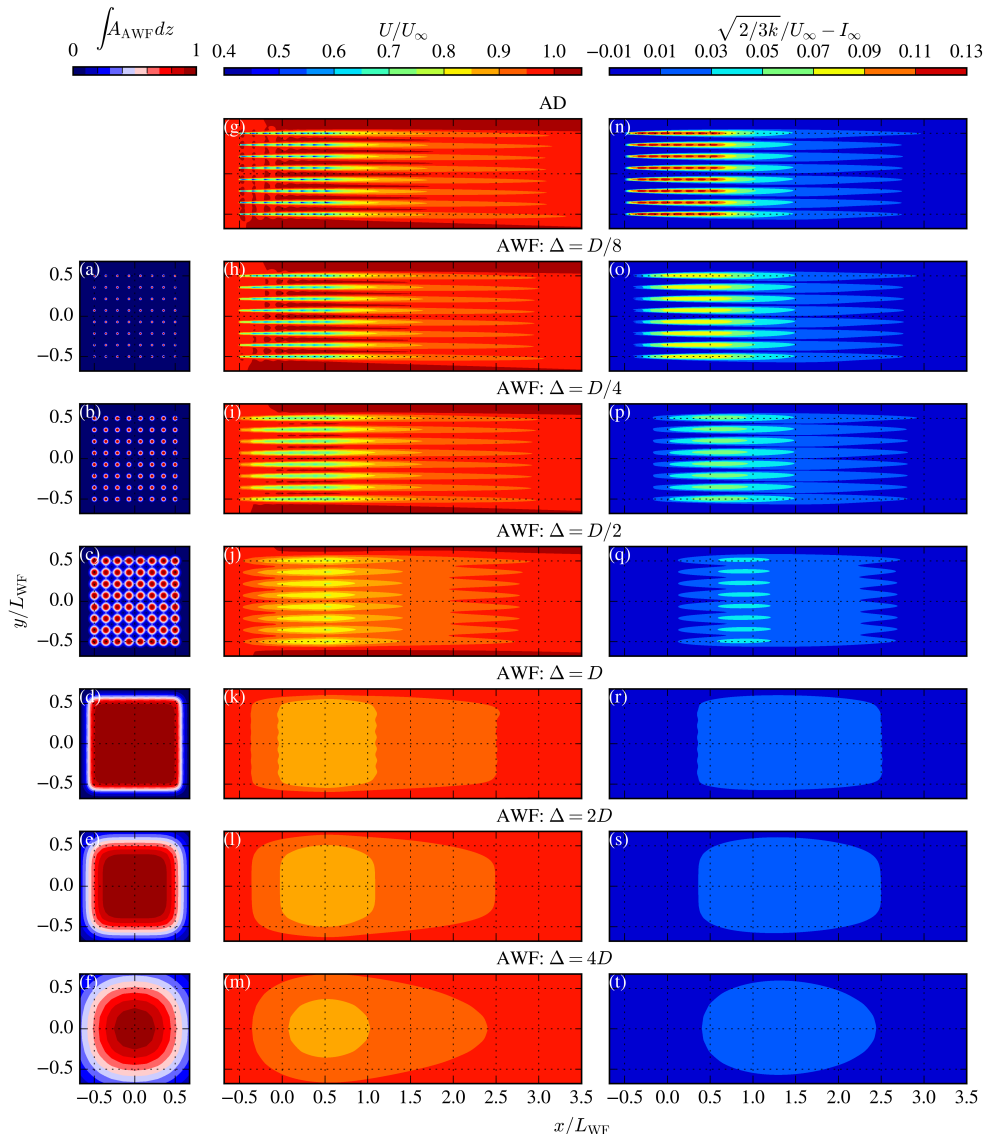 ∫A_AWF dz U/U_∞ √2/3k/U_∞ − I_∞
0 1 0.4 0.5 0.6 0.7 0.8 0.9 1.0 −0.01 0.01 0.03 0.05 0.07 0.09 0.11 0.13
AD
(g) (n)
AWF: Δ = D/8
0.5 (a) (h) (o)
0.0
−0.5
AWF: Δ = D/4
0.5 (b) (i) (p)
0.0
−0.5
AWF: Δ = D/2
0.5 (c) (j) (q)
0.0
−0.5
y/L_WF
AWF: Δ = D
0.5 (d) (k) (r)
0.0
−0.5
AWF: Δ = 2D
0.5 (e) (l) (s)
0.0
−0.5
AWF: Δ = 4D
0.5 (f) (m) (t)
0.0
−0.5
−0.5 0.0 0.5 −0.5 0.0 0.5 1.0 1.5 2.0 2.5 3.0 3.5 −0.5 0.0 0.5 1.0 1.5 2.0 2.5 3.0 3.5
x/L_WF